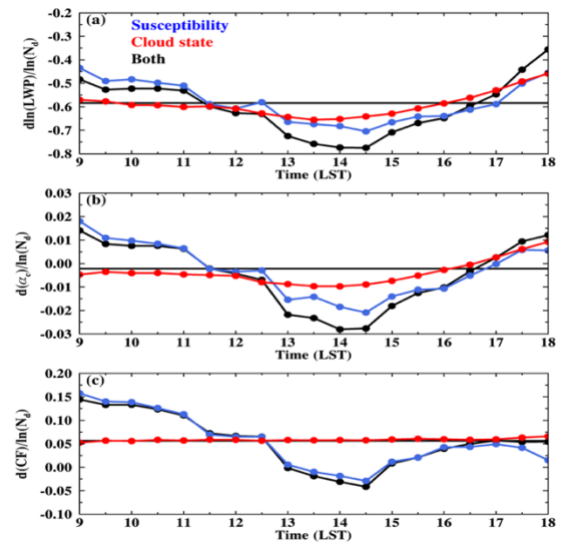 (a)
Susceptibility
Cloud state
Both
-0.2
-0.3
-0.4
-0.5
-0.6
-0.7
-0.8
dln(LWP)/ln(N_d)
9 10 11 12 13 14 15 16 17 18
Time (LST)
(b)
0.03
0.02
0.01
0.00
-0.01
-0.02
-0.03
d(α_c)/ln(N_d)
9 10 11 12 13 14 15 16 17 18
Time (LST)
(c)
0.20
0.15
0.10
0.05
0.00
-0.05
-0.10
d(CF)/ln(N_d)
9 10 11 12 13 14 15 16 17 18
Time (LST)